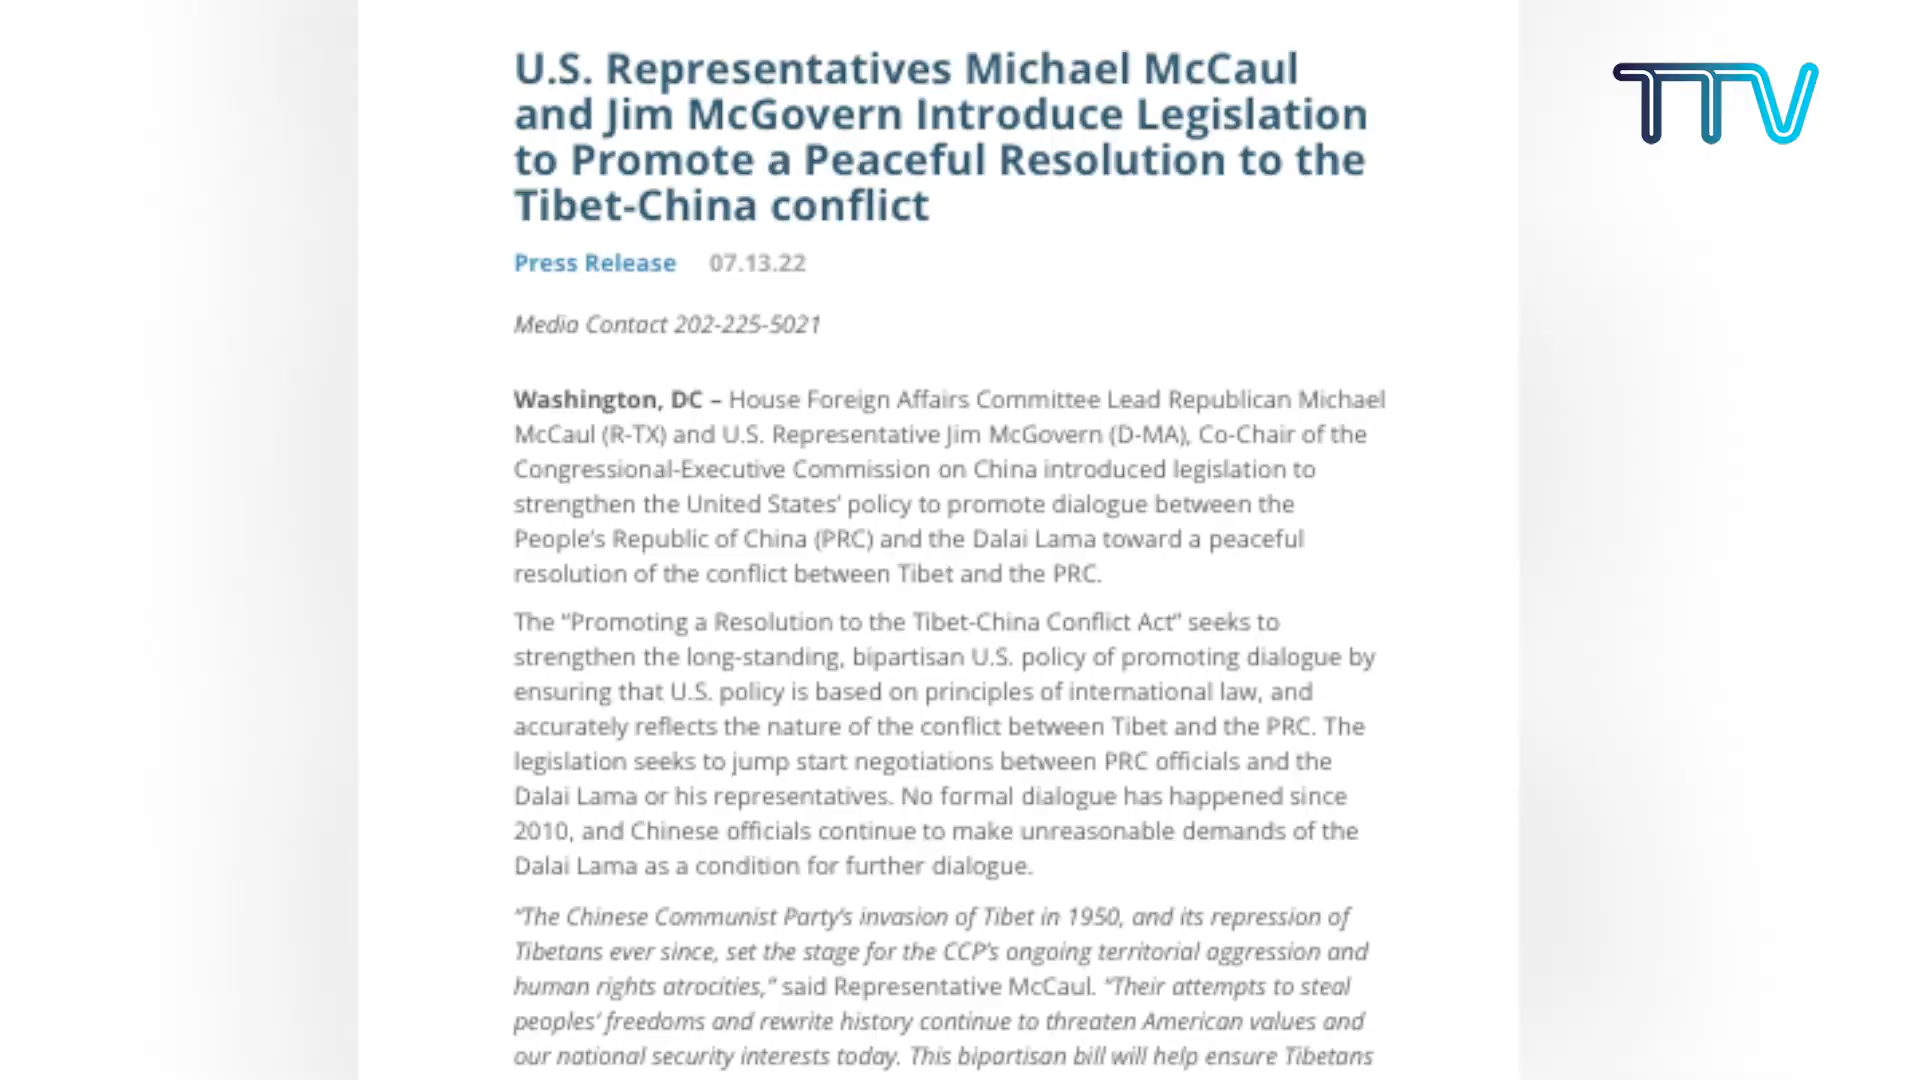 U.S. Representatives Michael McCaul
and Jim McGovern Introduce Legislation
to Promote a Peaceful Resolution to the
Tibet-China conflict
TTV
Press Release 07.13.22
Media Contact 202-225-5021
Washington, DC – House Foreign Affairs Committee Lead Republican Michael
McCaul (R-TX) and U.S. Representative Jim McGovern (D-MA), Co-Chair of the
Congressional-Executive Commission on China introduced legislation to
strengthen the United States’ policy to promote dialogue between the
People’s Republic of China (PRC) and the Dalai Lama toward a peaceful
resolution of the conflict between Tibet and the PRC.
The “Promoting a Resolution to the Tibet-China Conflict Act” seeks to
strengthen the long-standing, bipartisan U.S. policy of promoting dialogue by
ensuring that U.S. policy is based on principles of international law, and
accurately reflects the nature of the conflict between Tibet and the PRC. The
legislation seeks to jump start negotiations between PRC officials and the
Dalai Lama or his representatives. No formal dialogue has happened since
2010, and Chinese officials continue to make unreasonable demands of the
Dalai Lama as a condition for further dialogue.
“The Chinese Communist Party’s invasion of Tibet in 1950, and its repression of
Tibetans ever since, set the stage for the CCP’s ongoing territorial aggression and
human rights atrocities,” said Representative McCaul. “Their attempts to steal
peoples’ freedoms and rewrite history continue to threaten American values and
our national security interests today. This bipartisan bill will help ensure Tibetans